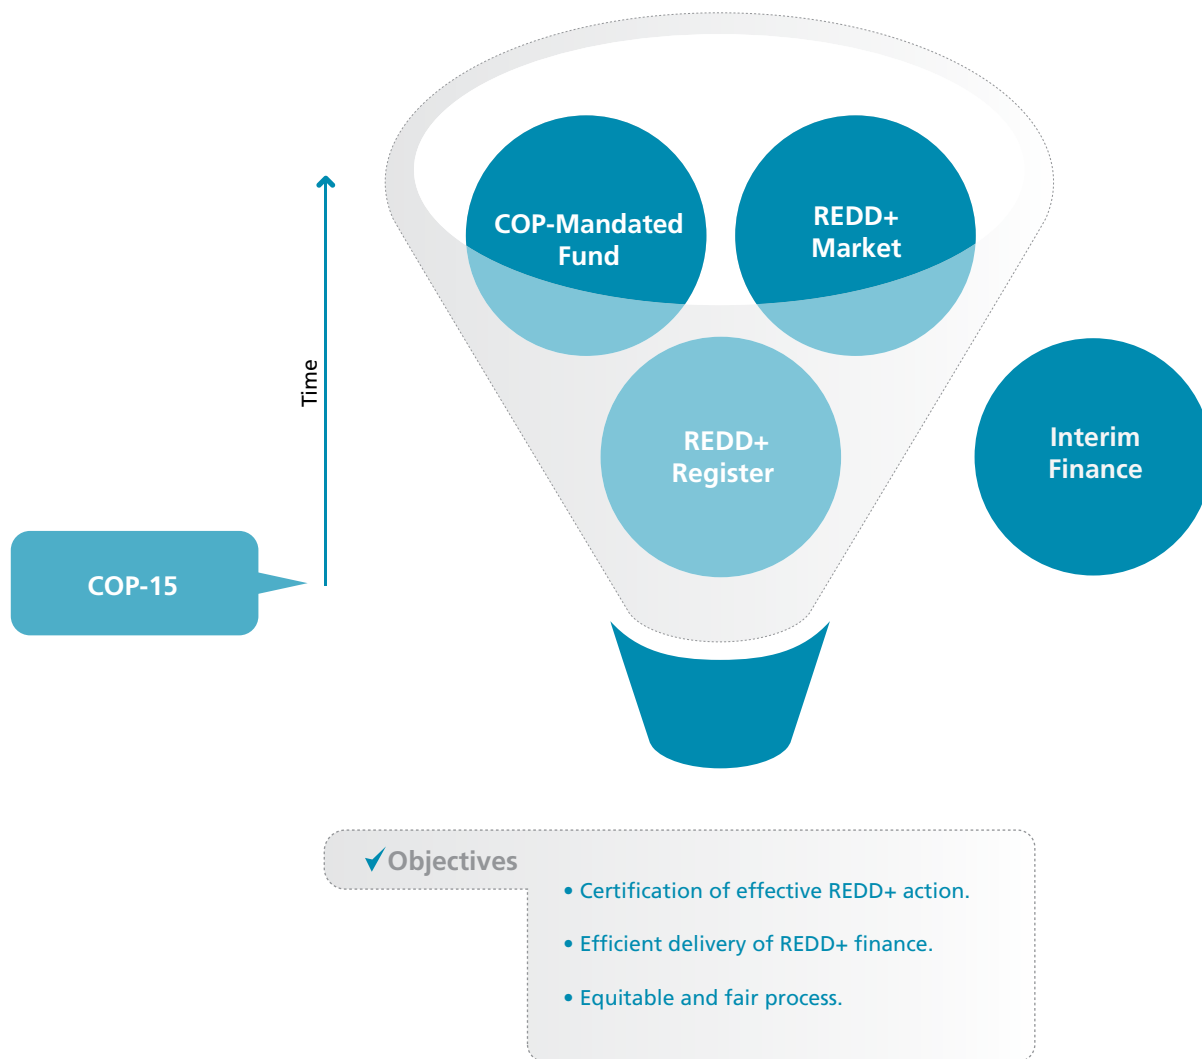 COP-Mandated
Fund
REDD+
Market
Time
REDD+
Register
Interim
Finance
COP-15
Objectives
• Certification of effective REDD+ action.
• Efficient delivery of REDD+ finance.
• Equitable and fair process.